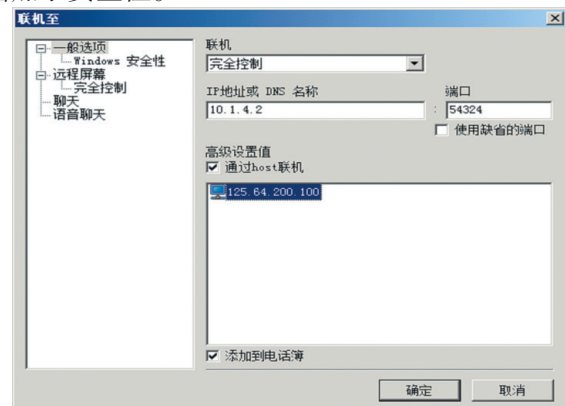 联机至
一般选项
Windows 安全性
远程屏幕
完全控制
聊天
语音聊天
联机
完全控制
IP地址或 DNS 名称
端口
10.1.4.2
:
54324
使用缺省的端口
高级设置值
通过host联机
125.64.200.100
添加到电话簿
确定
取消